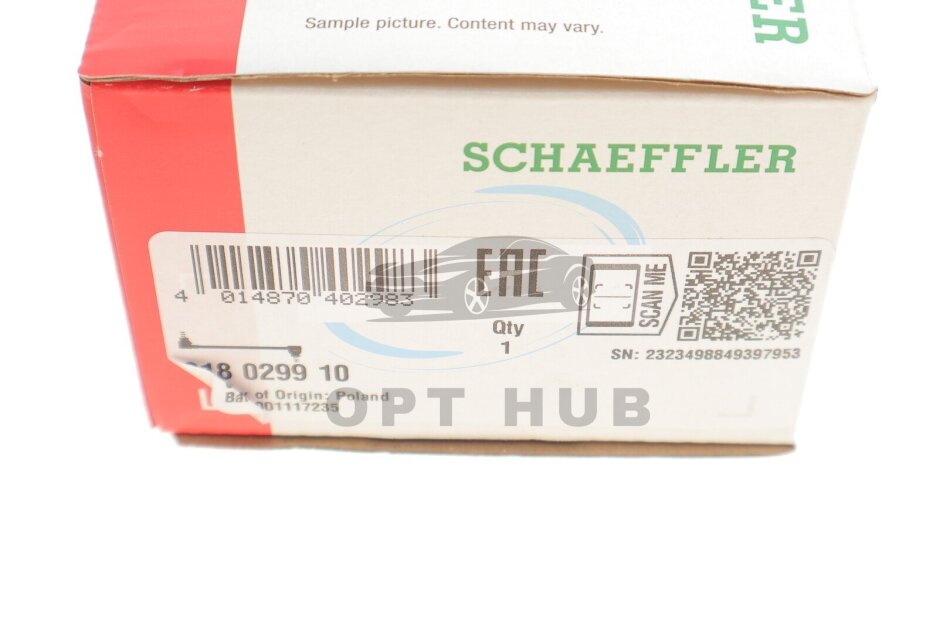 Sample picture. Content may vary.
SCHAEFFLER
EAC
4 014870 402983
Qty
1
SCAN ME
SN: 2323498849397953
0299 10
of Origin: Poland
001117235
OPT HUB